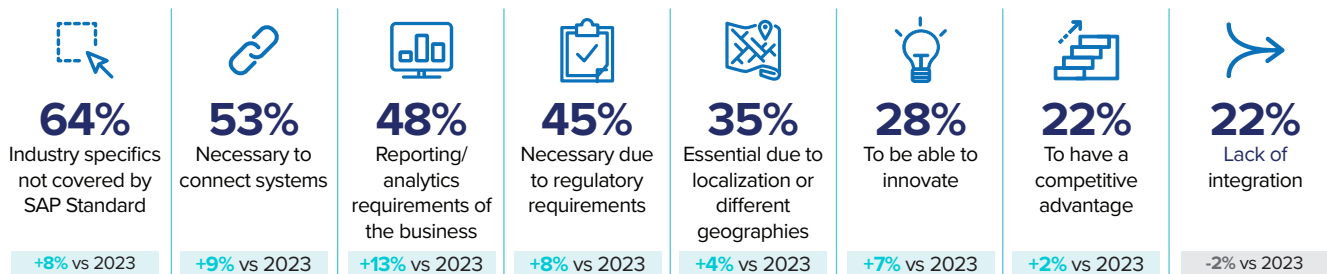 64%
Industry specifics
not covered by
SAP Standard
+8% vs 2023
53%
Necessary to
connect systems
+9% vs 2023
48%
Reporting/
analytics
requirements of
the business
+13% vs 2023
45%
Necessary due
to regulatory
requirements
+8% vs 2023
35%
Essential due to
localization or
different
geographies
+4% vs 2023
28%
To be able to
innovate
+7% vs 2023
22%
To have a
competitive
advantage
+2% vs 2023
22%
Lack of
integration
-2% vs 2023